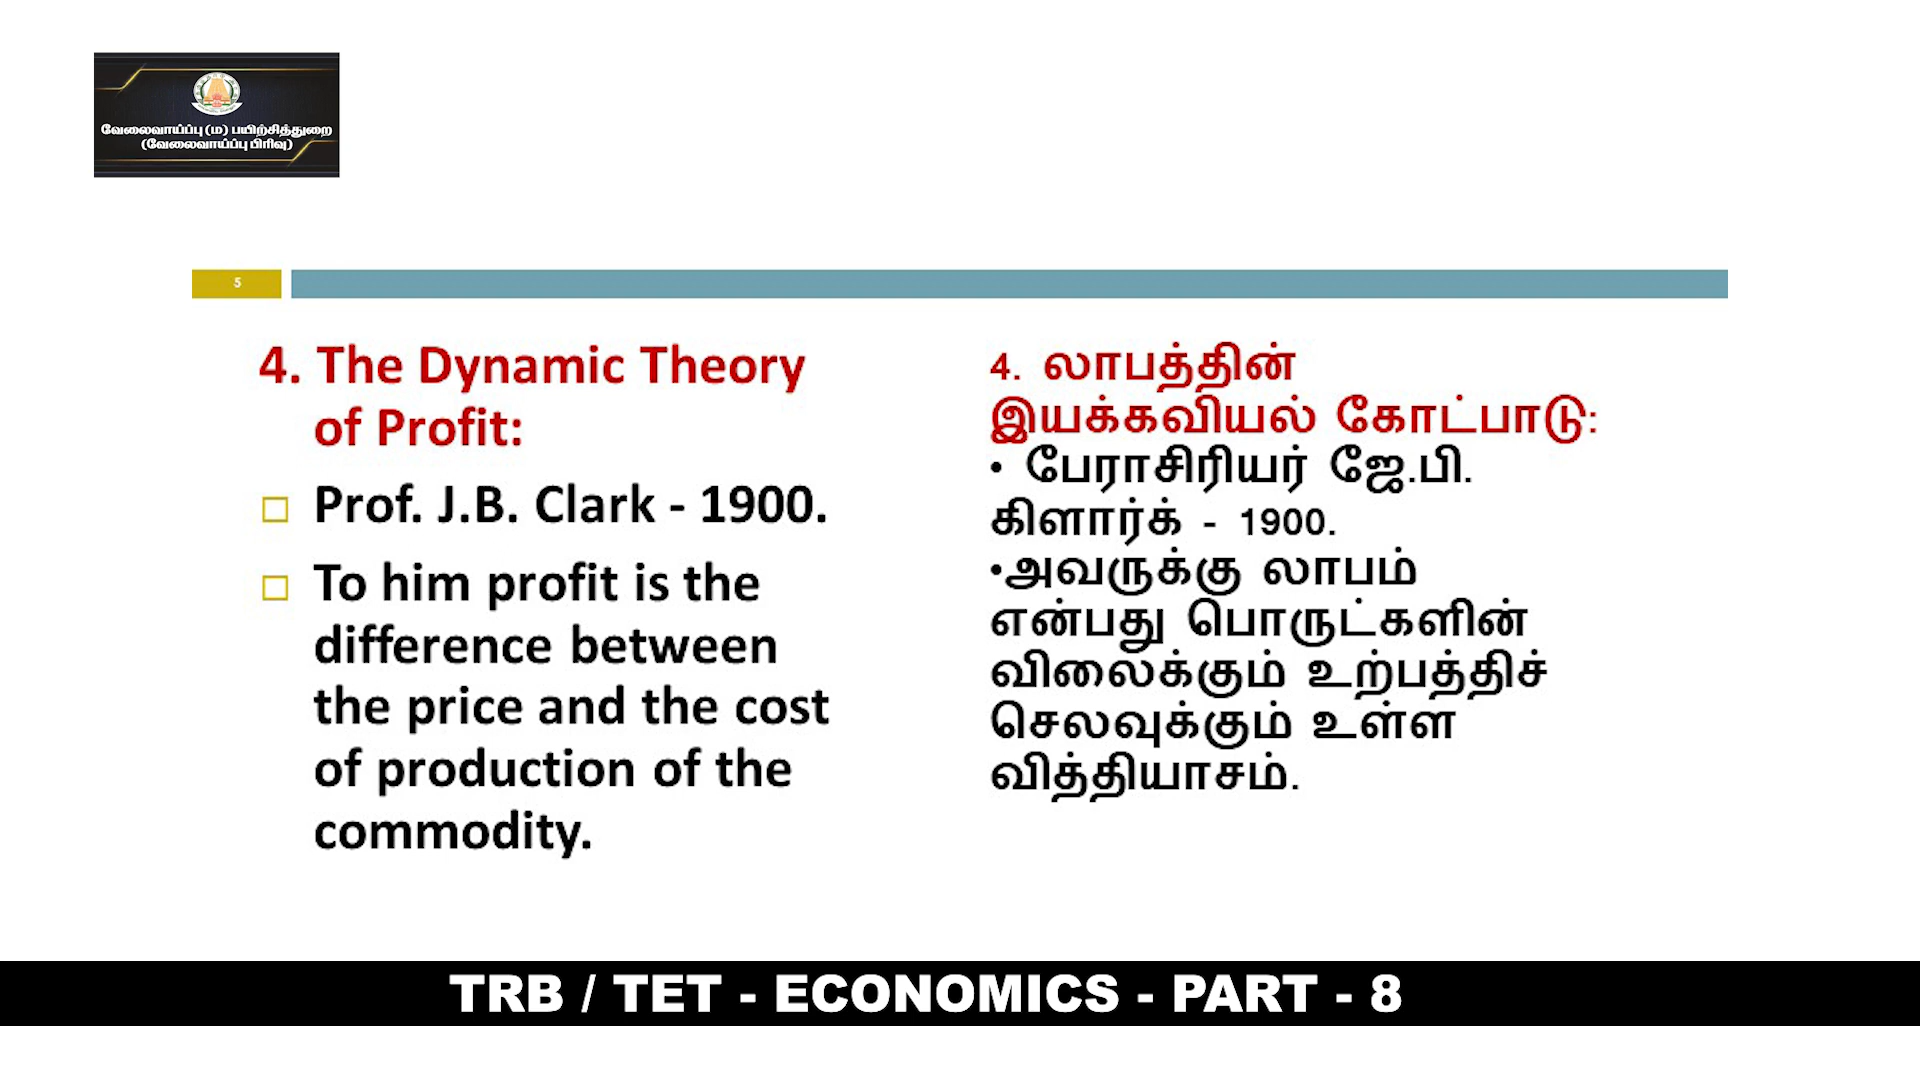 வேலைவாய்ப்பு (ம) பயிற்சித்துறை
(வேலைவாய்ப்பு பிரிவு)
5
4. The Dynamic Theory
of Profit:
Prof. J.B. Clark - 1900.
To him profit is the
difference between
the price and the cost
of production of the
commodity.
4. லாபத்தின்
இயக்கவியல் கோட்பாடு:
• பேராசிரியர் ஜே.பி.
கிளார்க் - 1900.
•அவருக்கு லாபம்
என்பது பொருட்களின்
விலைக்கும் உற்பத்திச்
செலவுக்கும் உள்ள
வித்தியாசம்.
TRB / TET - ECONOMICS - PART - 8